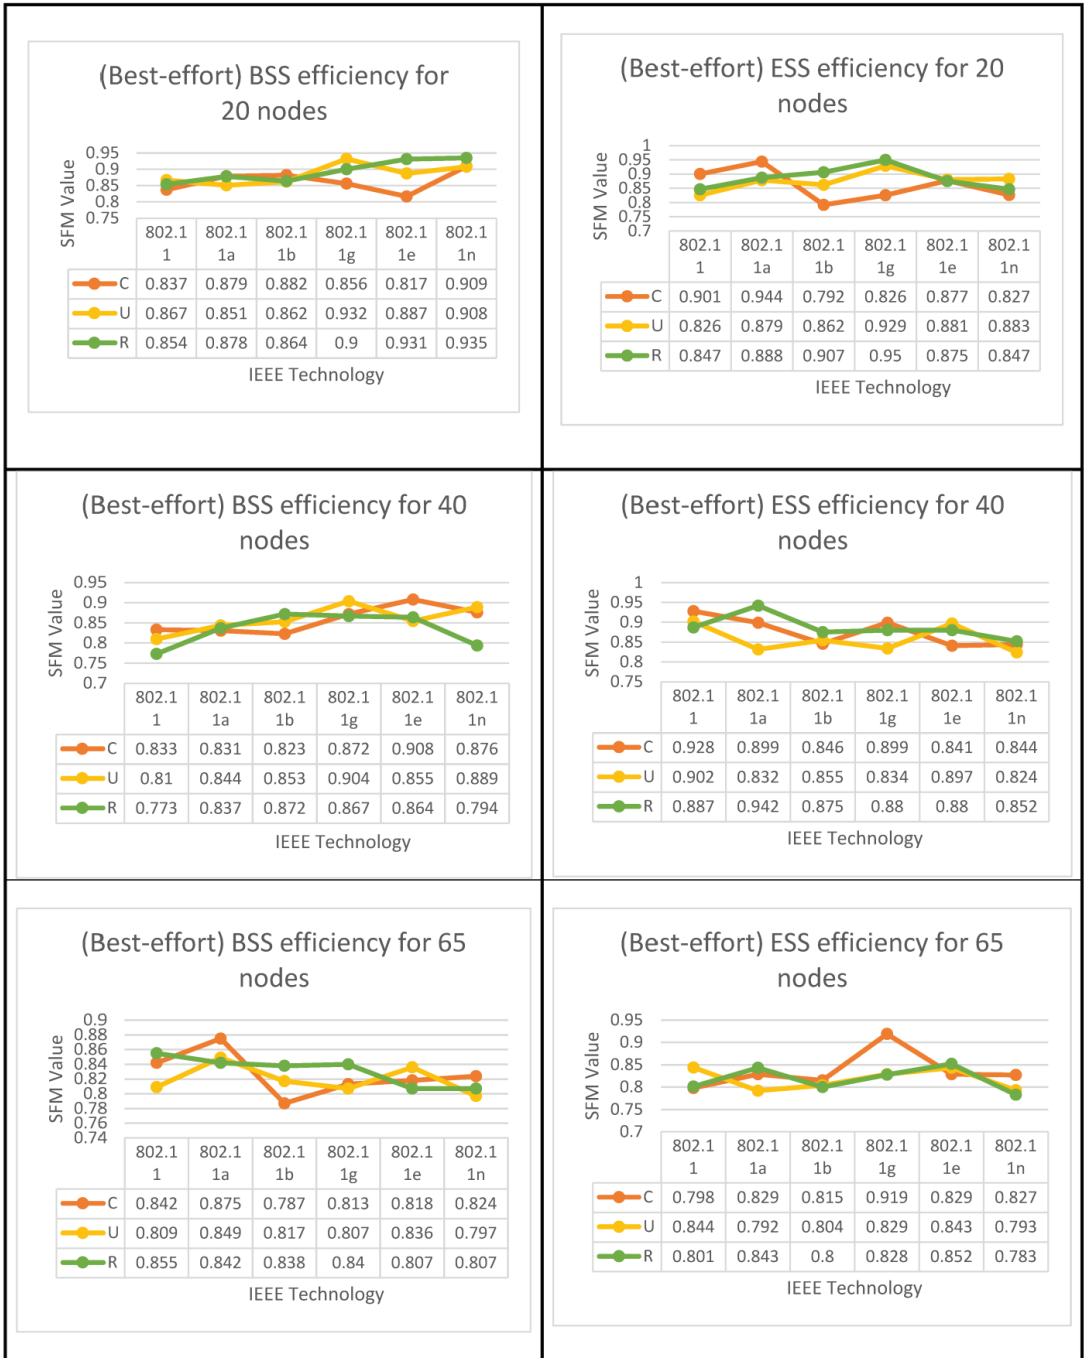 (Best-effort) BSS efficiency for
20 nodes
0.95
0.9
0.85
0.8
0.75
SFM Value
802.1 802.1 802.1 802.1 802.1 802.1
1 1a 1b 1g 1e 1n
C 0.837 0.879 0.882 0.856 0.817 0.909
U 0.867 0.851 0.862 0.932 0.887 0.908
R 0.854 0.878 0.864 0.9 0.931 0.935
IEEE Technology
(Best-effort) ESS efficiency for 20
nodes
1
0.95
0.9
0.85
0.8
0.75
0.7
SFM Value
802.1 802.1 802.1 802.1 802.1 802.1
1 1a 1b 1g 1e 1n
C 0.901 0.944 0.792 0.826 0.877 0.827
U 0.826 0.879 0.862 0.929 0.881 0.883
R 0.847 0.888 0.907 0.95 0.875 0.847
IEEE Technology
(Best-effort) BSS efficiency for 40
nodes
0.95
0.9
0.85
0.8
0.75
0.7
SFM Value
802.1 802.1 802.1 802.1 802.1 802.1
1 1a 1b 1g 1e 1n
C 0.833 0.831 0.823 0.872 0.908 0.876
U 0.81 0.844 0.853 0.904 0.855 0.889
R 0.773 0.837 0.872 0.867 0.864 0.794
IEEE Technology
(Best-effort) ESS efficiency for 40
nodes
1
0.95
0.9
0.85
0.8
0.75
SFM Value
802.1 802.1 802.1 802.1 802.1 802.1
1 1a 1b 1g 1e 1n
C 0.928 0.899 0.846 0.899 0.841 0.844
U 0.902 0.832 0.855 0.834 0.897 0.824
R 0.887 0.942 0.875 0.88 0.88 0.852
IEEE Technology
(Best-effort) BSS efficiency for 65
nodes
0.9
0.88
0.86
0.84
0.82
0.8
0.78
0.76
0.74
SFM Value
802.1 802.1 802.1 802.1 802.1 802.1
1 1a 1b 1g 1e 1n
C 0.842 0.875 0.787 0.813 0.818 0.824
U 0.809 0.849 0.817 0.807 0.836 0.797
R 0.855 0.842 0.838 0.84 0.807 0.807
IEEE Technology
(Best-effort) ESS efficiency for 65
nodes
0.95
0.9
0.85
0.8
0.75
0.7
SFM Value
802.1 802.1 802.1 802.1 802.1 802.1
1 1a 1b 1g 1e 1n
C 0.798 0.829 0.815 0.919 0.829 0.827
U 0.844 0.792 0.804 0.829 0.843 0.793
R 0.801 0.843 0.8 0.828 0.852 0.783
IEEE Technology